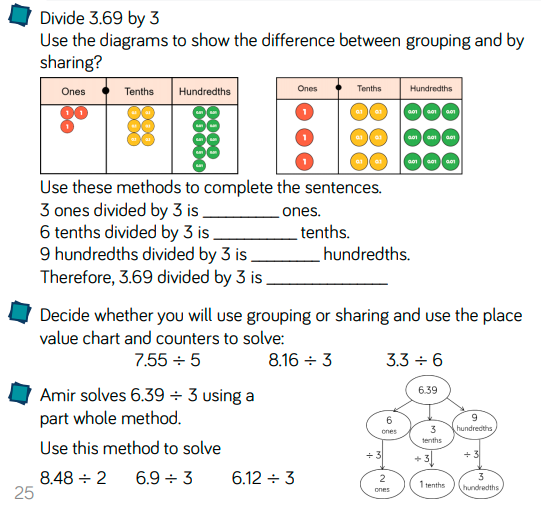 Divide 3.69 by 3
Use the diagrams to show the difference between grouping and by
sharing?
Ones Tenths Hundredths
1 1 0.1 0.1 0.01 0.01
1 0.1 0.1 0.01 0.01
0.1 0.1 0.01 0.01
0.01 0.01
0.01
Ones Tenths Hundredths
1 0.1 0.1 0.01 0.01 0.01
1 0.1 0.1 0.01 0.01 0.01
1 0.1 0.1 0.01 0.01 0.01
Use these methods to complete the sentences.
3 ones divided by 3 is __________ ones.
6 tenths divided by 3 is ___________ tenths.
9 hundredths divided by 3 is _________ hundredths.
Therefore, 3.69 divided by 3 is ________________
Decide whether you will use grouping or sharing and use the place
value chart and counters to solve:
7.55 ÷ 5 8.16 ÷ 3 3.3 ÷ 6
Amir solves 6.39 ÷ 3 using a
part whole method.
Use this method to solve
8.48 ÷ 2 6.9 ÷ 3 6.12 ÷ 3
6.39
6 ones
3 tenths
9 hundredths
÷ 3 ÷ 3 ÷ 3
2 ones
1 tenths
3 hundredths
25